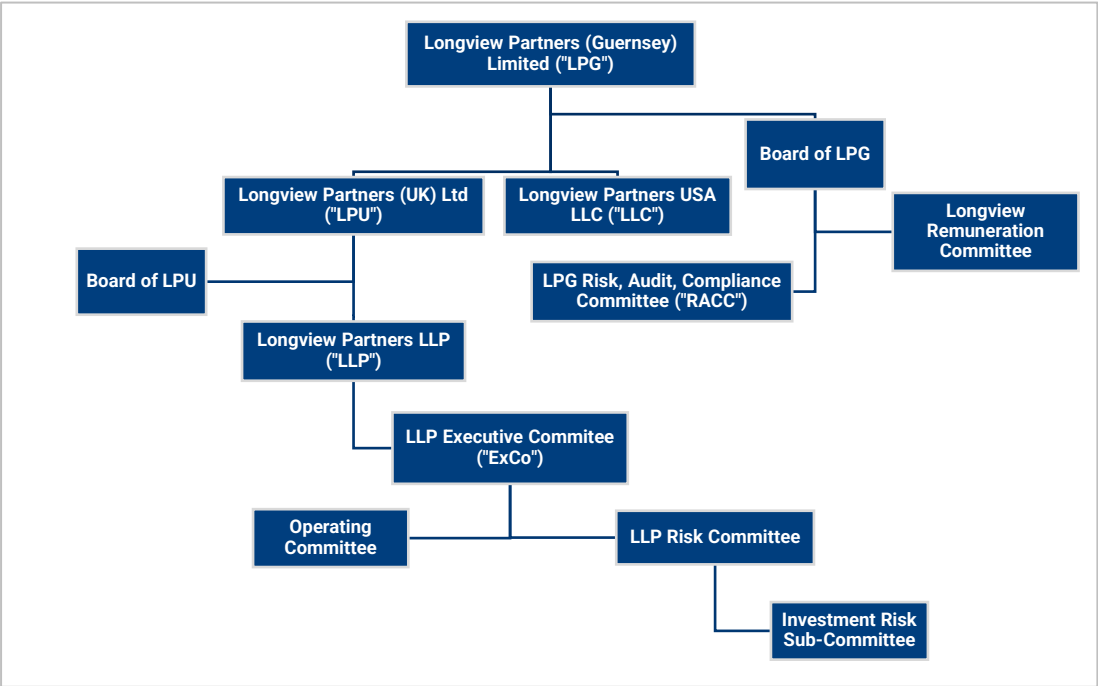 Longview Partners (Guernsey)
Limited ("LPG")
Board of LPG
Longview Partners (UK) Ltd
("LPU")
Longview Partners USA
LLC ("LLC")
Longview
Remuneration
Committee
Board of LPU
LPG Risk, Audit, Compliance
Committee ("RACC")
Longview Partners LLP
("LLP")
LLP Executive Commitee
("ExCo")
Operating
Committee
LLP Risk Committee
Investment Risk
Sub-Committee